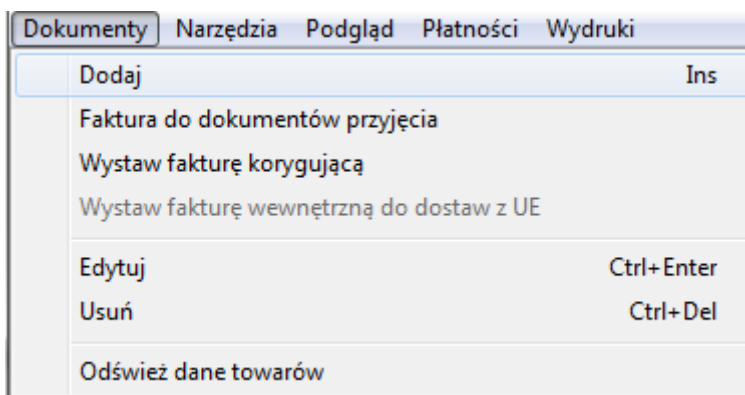 Dokumenty Narzędzia Podgląd Płatności Wydruki
Dodaj Ins
Faktura do dokumentów przyjęcia
Wystaw fakturę korygującą
Wystaw fakturę wewnętrzną do dostaw z UE
Edytuj Ctrl+Enter
Usuń Ctrl+Del
Odśwież dane towarów